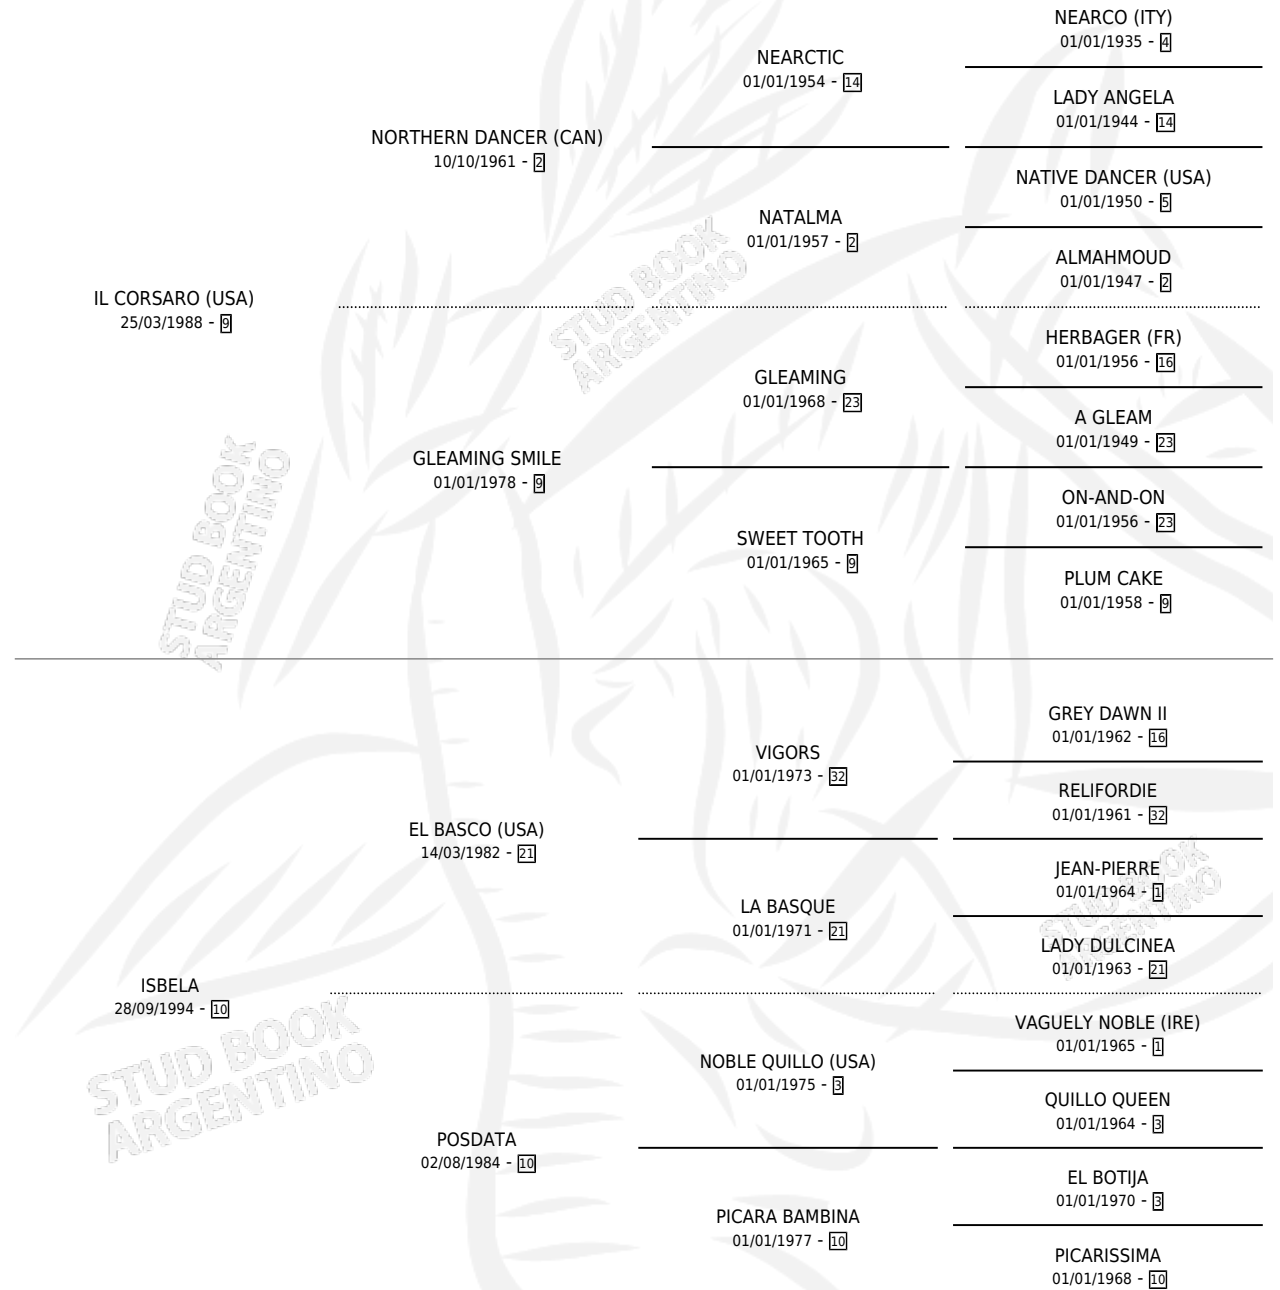 NEARCO (ITY)
01/01/1935 - 4
NEARCTIC
01/01/1954 - 14
LADY ANGELA
01/01/1944 - 14
NORTHERN DANCER (CAN)
10/10/1961 - 2
NATIVE DANCER (USA)
01/01/1950 - 5
NATALMA
01/01/1957 - 2
ALMAHMOUD
01/01/1947 - 2
IL CORSARO (USA)
25/03/1988 - 9
HERBAGER (FR)
01/01/1956 - 16
GLEAMING
01/01/1968 - 23
A GLEAM
01/01/1949 - 23
GLEAMING SMILE
01/01/1978 - 9
ON-AND-ON
01/01/1956 - 23
SWEET TOOTH
01/01/1965 - 9
PLUM CAKE
01/01/1958 - 9
STUD BOOK
ARGENTINO
STUD BOOK
ARGENTINO
GREY DAWN II
01/01/1962 - 16
VIGORS
01/01/1973 - 32
RELIFORDIE
01/01/1961 - 32
EL BASCO (USA)
14/03/1982 - 21
JEAN-PIERRE
01/01/1964 - 1
LA BASQUE
01/01/1971 - 21
LADY DULCINEA
01/01/1963 - 21
STUD BOOK
ARGENTINO
ISBELA
28/09/1994 - 10
VAGUELY NOBLE (IRE)
01/01/1965 - 1
NOBLE QUILLO (USA)
01/01/1975 - 3
QUILLO QUEEN
01/01/1964 - 3
POSDATA
02/08/1984 - 10
EL BOTIJA
01/01/1970 - 3
PICARA BAMBINA
01/01/1977 - 10
PICARISSIMA
01/01/1968 - 10
STUD BOOK
ARGENTINO